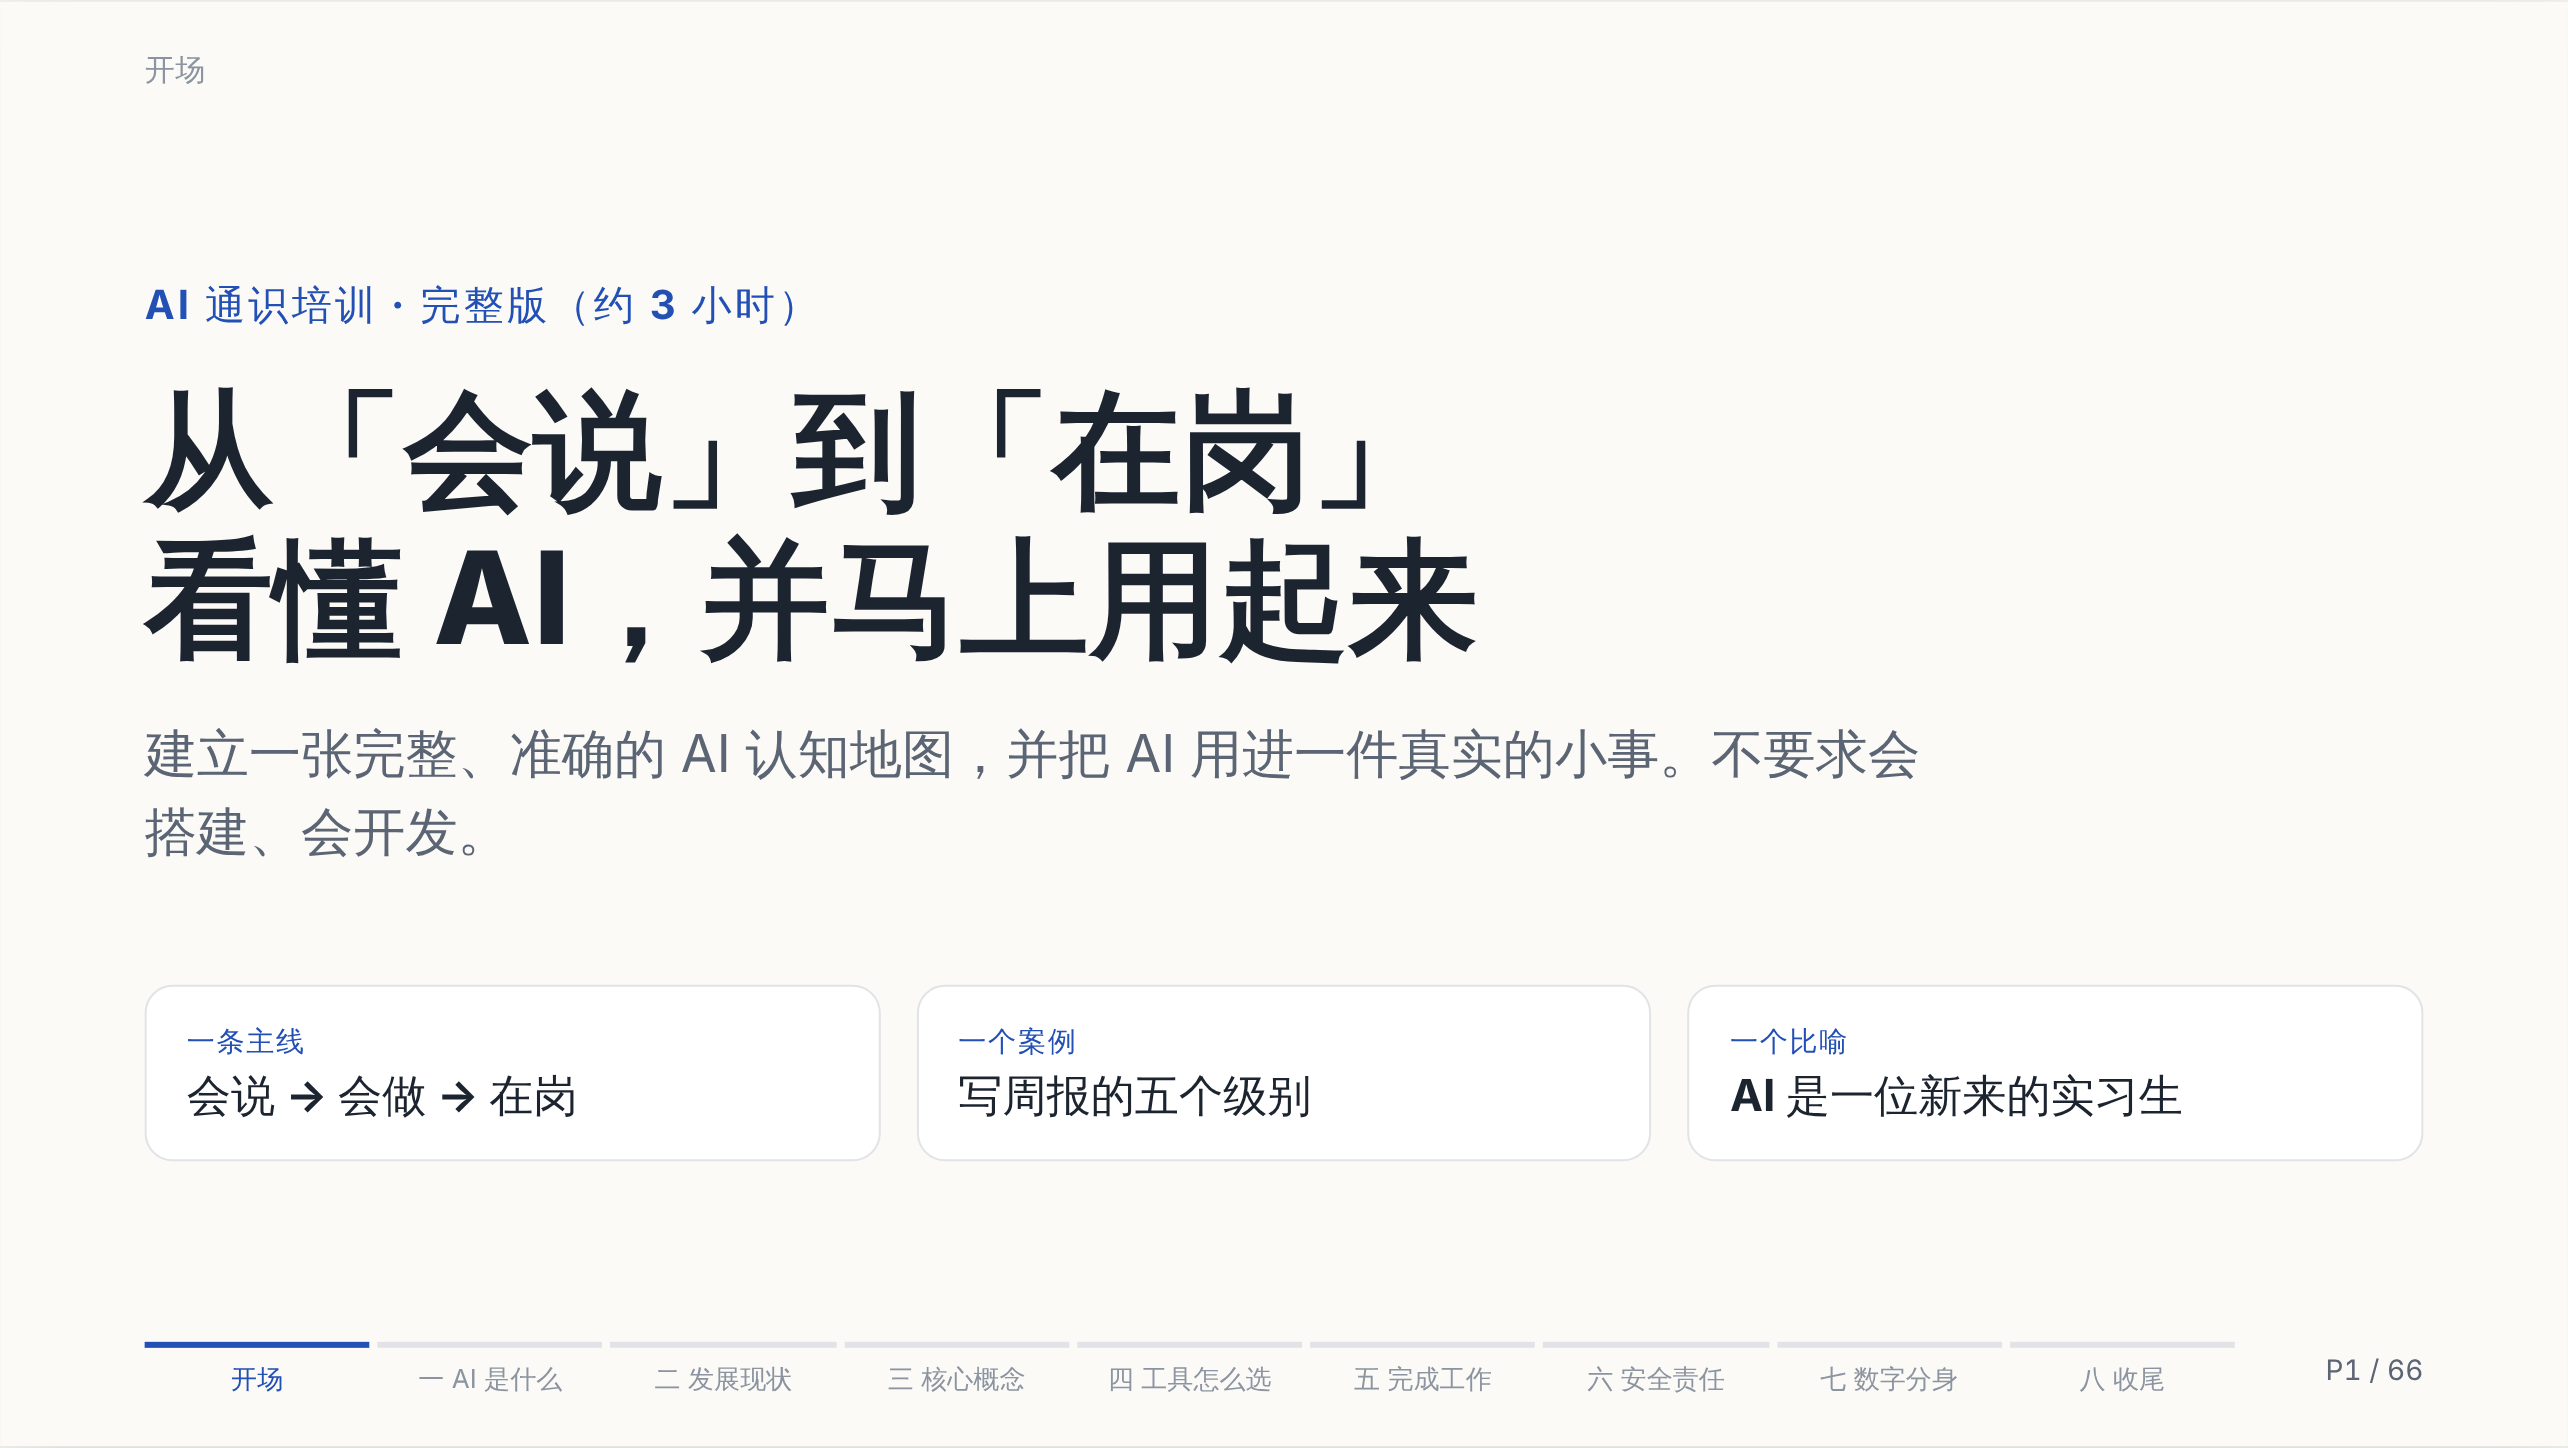 开场
AI 通识培训 · 完整版（约 3 小时）
从「会说」到「在岗」
看懂 AI，并马上用起来
建立一张完整、准确的 AI 认知地图，并把 AI 用进一件真实的小事。不要求会
搭建、会开发。
一条主线
会说 → 会做 → 在岗
一个案例
写周报的五个级别
一个比喻
AI 是一位新来的实习生
开场
一 AI 是什么
二 发展现状
三 核心概念
四 工具怎么选
五 完成工作
六 安全责任
七 数字分身
八 收尾
P1 / 66